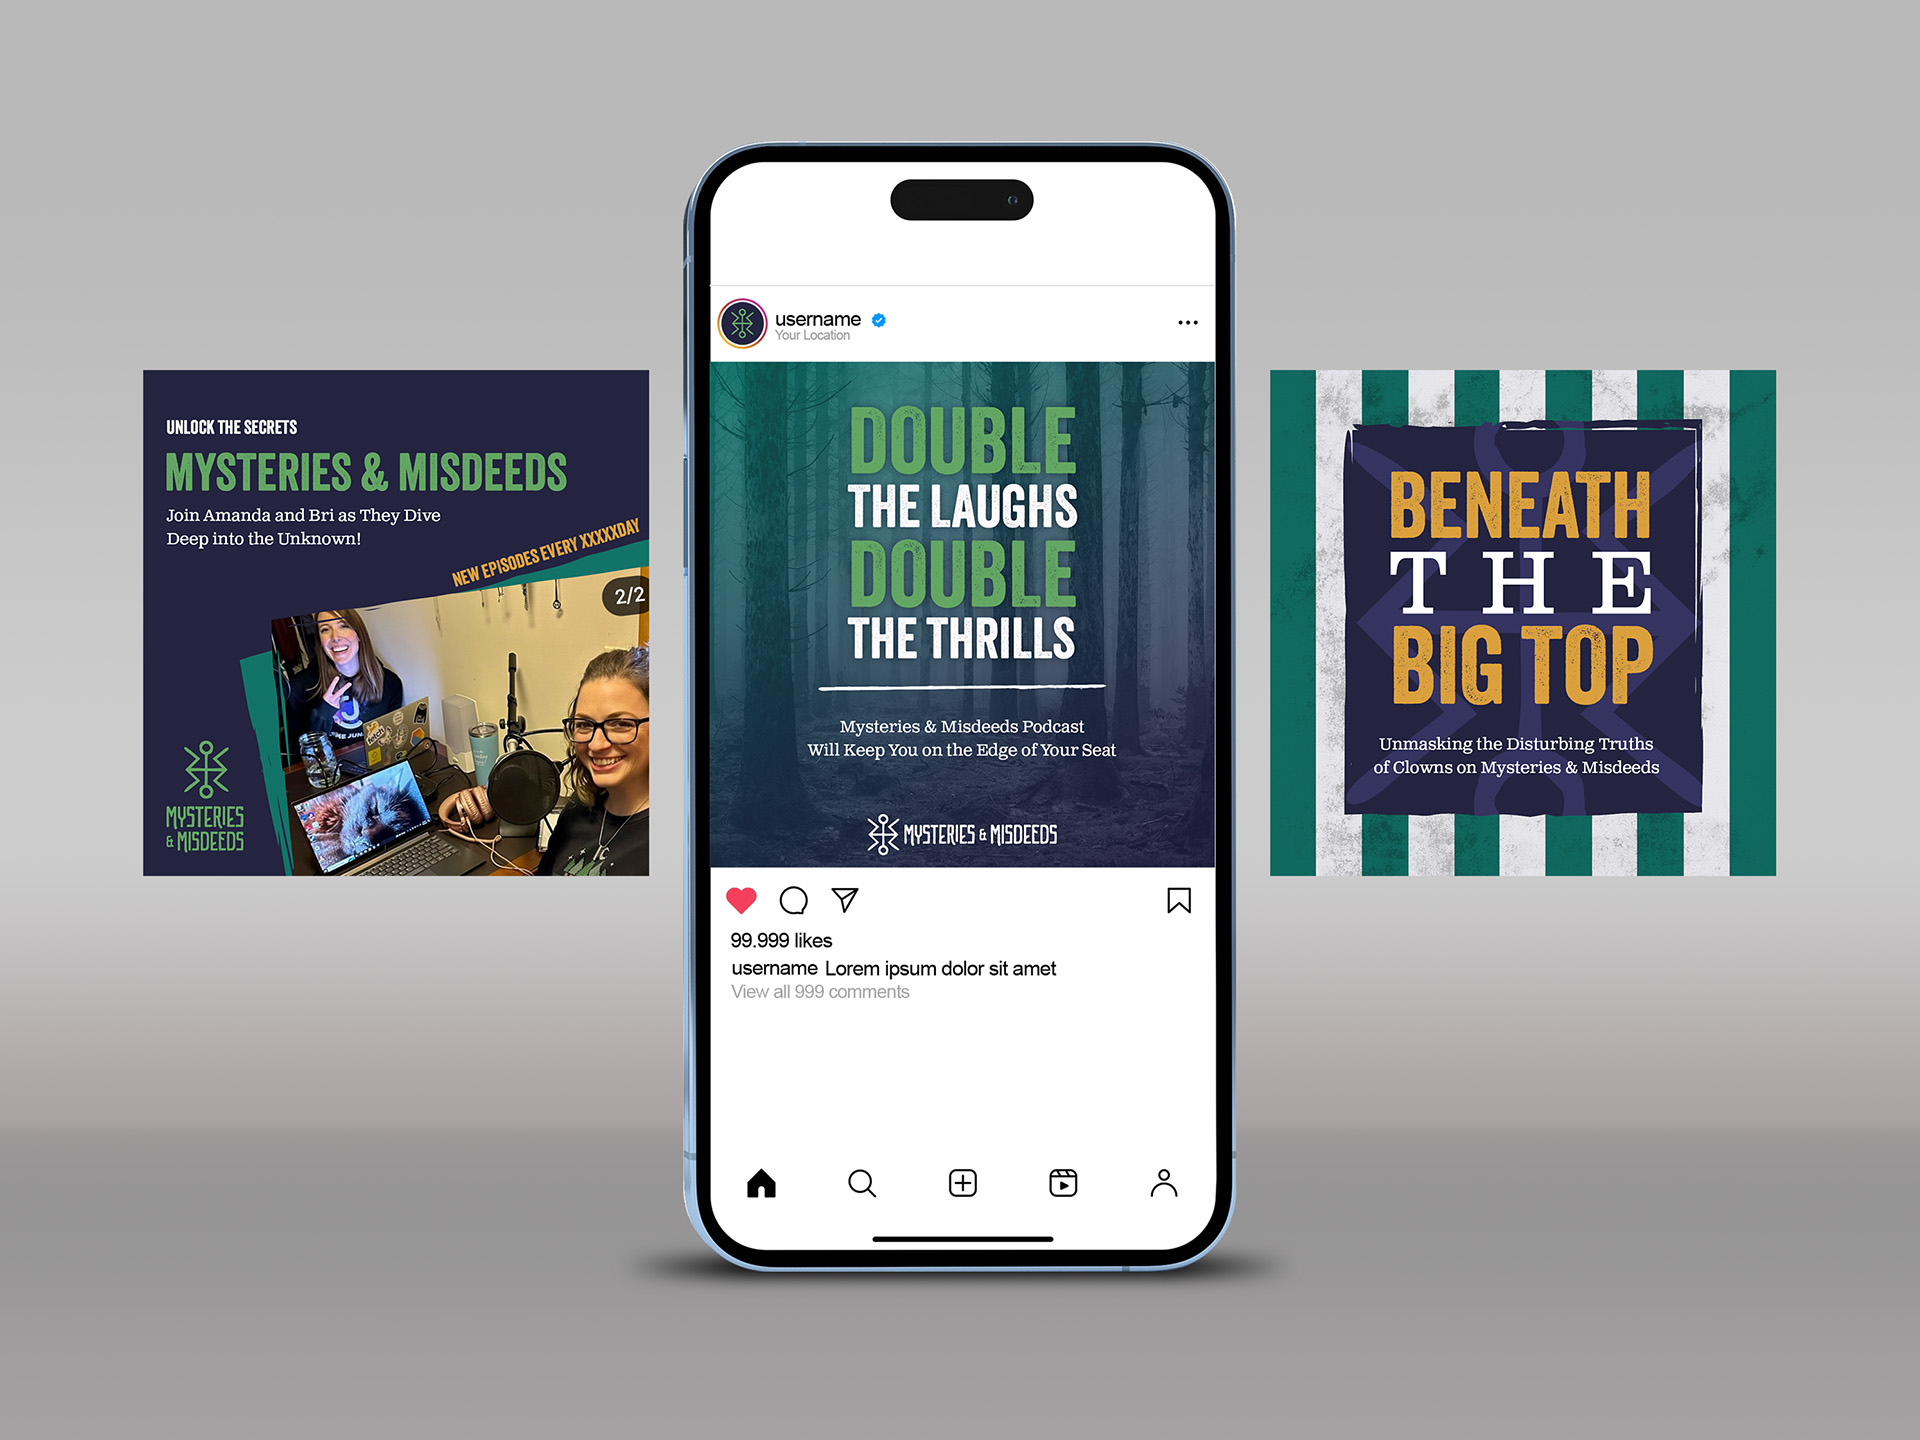 UNLOCK THE SECRETS
MYSTERIES & MISDEEDS
Join Amanda and Bri as They Dive
Deep into the Unknown!
NEW EPISODES EVERY XXXXXDAY
2/2
MYSTERIES
& MISDEEDS
username
Your Location
DOUBLE
THE LAUGHS
DOUBLE
THE THRILLS
Mysteries & Misdeeds Podcast
Will Keep You on the Edge of Your Seat
MYSTERIES & MISDEEDS
99.999 likes
username Lorem ipsum dolor sit amet
View all 999 comments
BENEATH
THE
BIG TOP
Unmasking the Disturbing Truths
of Clowns on Mysteries & Misdeeds